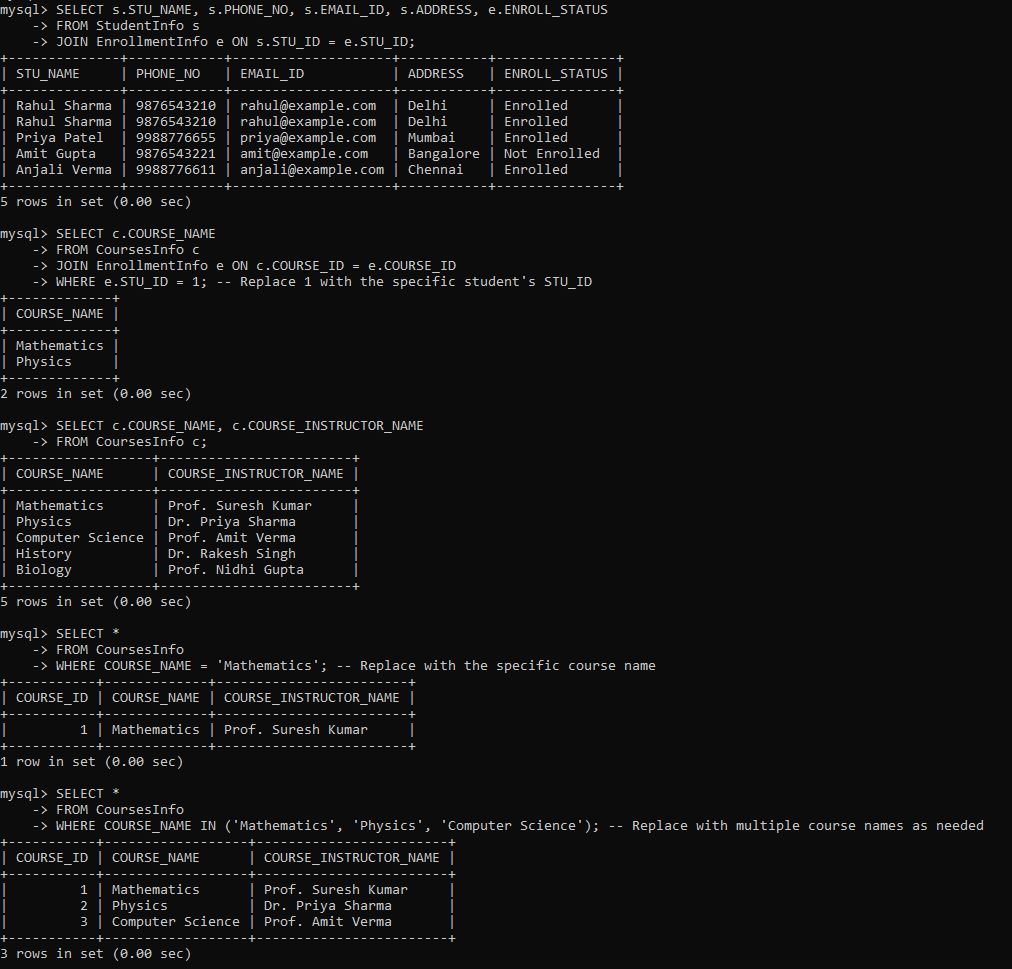 mysql> SELECT s.STU_NAME, s.PHONE_NO, s.EMAIL_ID, s.ADDRESS, e.ENROLL_STATUS
    -> FROM StudentInfo s
    -> JOIN EnrollmentInfo e ON s.STU_ID = e.STU_ID;
+--------------+------------+--------------------+-----------+---------------+
| STU_NAME     | PHONE_NO   | EMAIL_ID           | ADDRESS   | ENROLL_STATUS |
+--------------+------------+--------------------+-----------+---------------+
| Rahul Sharma | 9876543210 | rahul@example.com  | Delhi     | Enrolled      |
| Rahul Sharma | 9876543210 | rahul@example.com  | Delhi     | Enrolled      |
| Priya Patel  | 9988776655 | priya@example.com  | Mumbai    | Enrolled      |
| Amit Gupta   | 9876543221 | amit@example.com   | Bangalore | Not Enrolled  |
| Anjali Verma | 9988776611 | anjali@example.com | Chennai   | Enrolled      |
+--------------+------------+--------------------+-----------+---------------+
5 rows in set (0.00 sec)

mysql> SELECT c.COURSE_NAME
    -> FROM CoursesInfo c
    -> JOIN EnrollmentInfo e ON c.COURSE_ID = e.COURSE_ID
    -> WHERE e.STU_ID = 1; -- Replace 1 with the specific student's STU_ID
+-------------+
| COURSE_NAME |
+-------------+
| Mathematics |
| Physics     |
+-------------+
2 rows in set (0.00 sec)

mysql> SELECT c.COURSE_NAME, c.COURSE_INSTRUCTOR_NAME
    -> FROM CoursesInfo c;
+------------------+------------------------+
| COURSE_NAME      | COURSE_INSTRUCTOR_NAME |
+------------------+------------------------+
| Mathematics      | Prof. Suresh Kumar     |
| Physics          | Dr. Priya Sharma       |
| Computer Science | Prof. Amit Verma       |
| History          | Dr. Rakesh Singh       |
| Biology          | Prof. Nidhi Gupta      |
+------------------+------------------------+
5 rows in set (0.00 sec)

mysql> SELECT *
    -> FROM CoursesInfo
    -> WHERE COURSE_NAME = 'Mathematics'; -- Replace with the specific course name
+-----------+-------------+------------------------+
| COURSE_ID | COURSE_NAME | COURSE_INSTRUCTOR_NAME |
+-----------+-------------+------------------------+
|         1 | Mathematics | Prof. Suresh Kumar     |
+-----------+-------------+------------------------+
1 row in set (0.00 sec)

mysql> SELECT *
    -> FROM CoursesInfo
    -> WHERE COURSE_NAME IN ('Mathematics', 'Physics', 'Computer Science'); -- Replace with multiple course names as needed
+-----------+------------------+------------------------+
| COURSE_ID | COURSE_NAME      | COURSE_INSTRUCTOR_NAME |
+-----------+------------------+------------------------+
|         1 | Mathematics      | Prof. Suresh Kumar     |
|         2 | Physics          | Dr. Priya Sharma       |
|         3 | Computer Science | Prof. Amit Verma       |
+-----------+------------------+------------------------+
3 rows in set (0.00 sec)